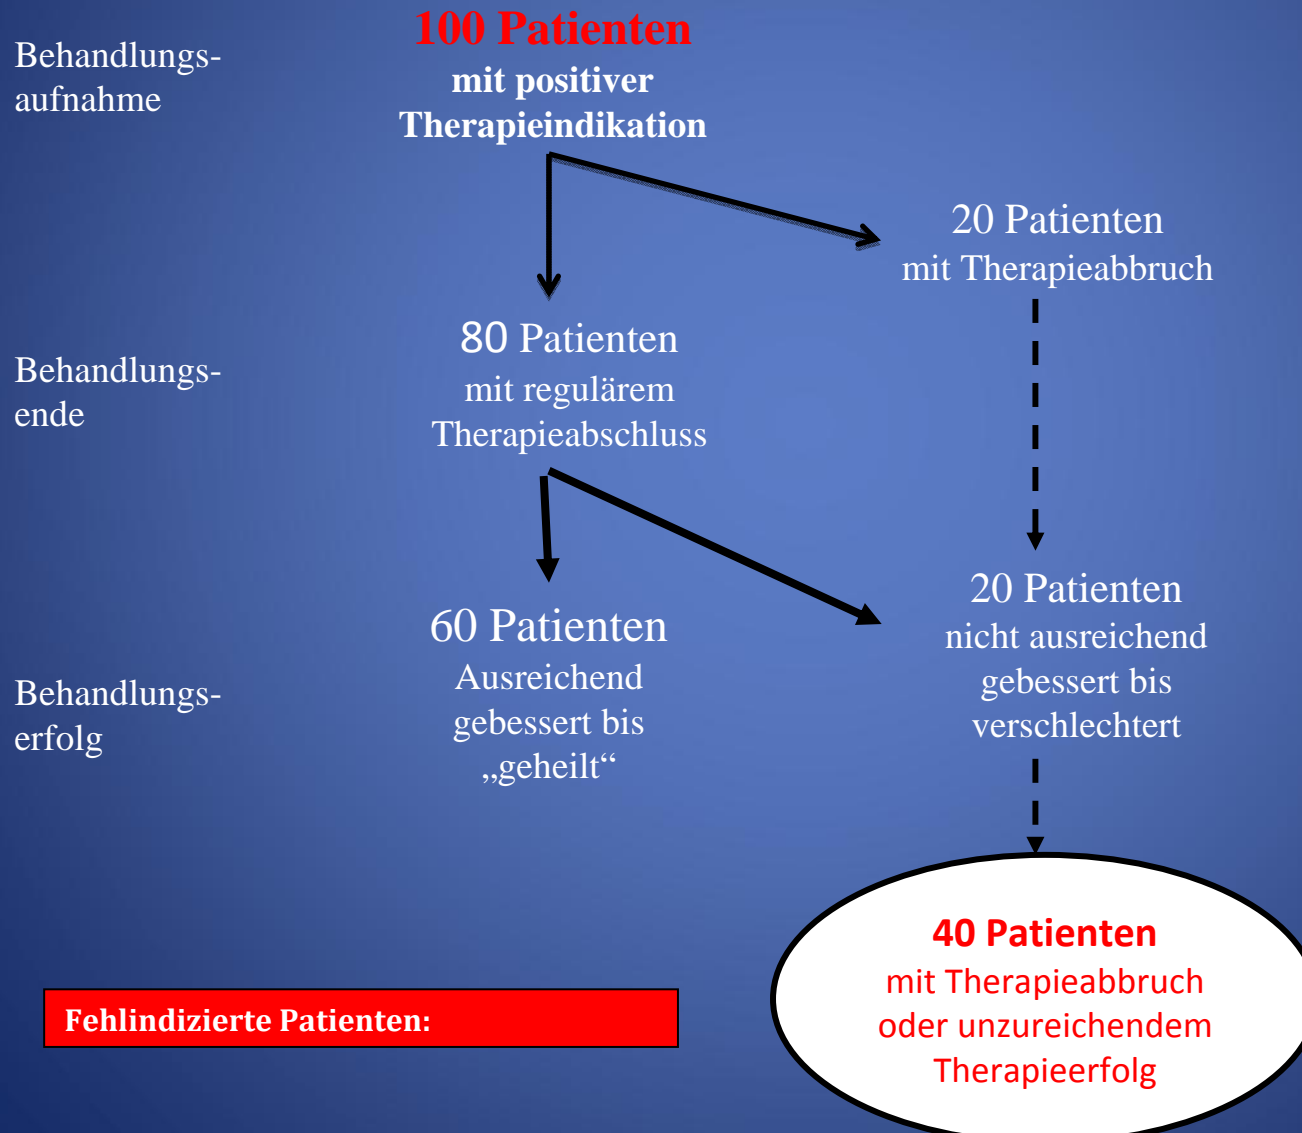 Behandlungs-
aufnahme
100 Patienten
mit positiver
Therapieindikation
20 Patienten
mit Therapieabbruch
Behandlungs-
ende
80 Patienten
mit regulärem
Therapieabschluss
Behandlungs-
erfolg
60 Patienten
Ausreichend
gebessert bis
„geheilt“
20 Patienten
nicht ausreichend
gebessert bis
verschlechtert
Fehlindizierte Patienten:
40 Patienten
mit Therapieabbruch
oder unzureichendem
Therapieerfolg